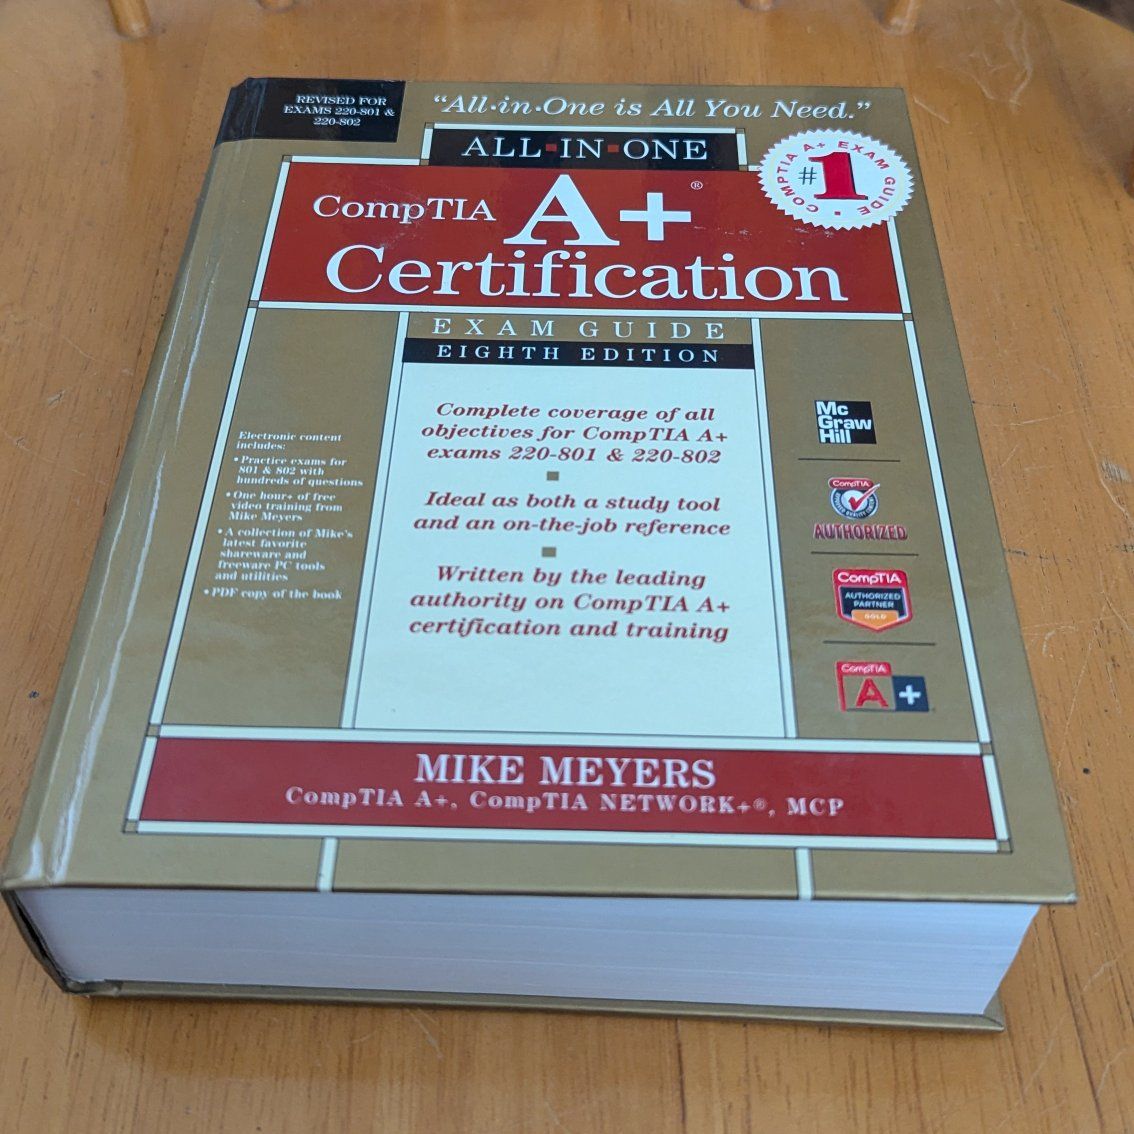 REVISED FOR
EXAMS 220-801 &
220-802
"All-in-One is All You Need."
ALL IN ONE
COMPTIA A+ EXAM GUIDE
#1
CompTIA A+®
Certification
EXAM GUIDE
EIGHTH EDITION
Complete coverage of all
objectives for CompTIA A+
exams 220-801 & 220-802
Ideal as both a study tool
and an on-the-job reference
Written by the leading
authority on CompTIA A+
certification and training
Electronic content
includes:
• Practice exams for
801 & 802 with
hundreds of questions
• One hour+ of free
video training from
Mike Meyers
• A collection of Mike's
latest favorite
shareware and
freeware PC tools
and utilities
• PDF copy of the book
Mc
Graw
Hill
CompTIA
AUTHORIZED
CompTIA
AUTHORIZED
PARTNER
GOLD
CompTIA
A+
MIKE MEYERS
CompTIA A+, CompTIA NETWORK+®, MCP